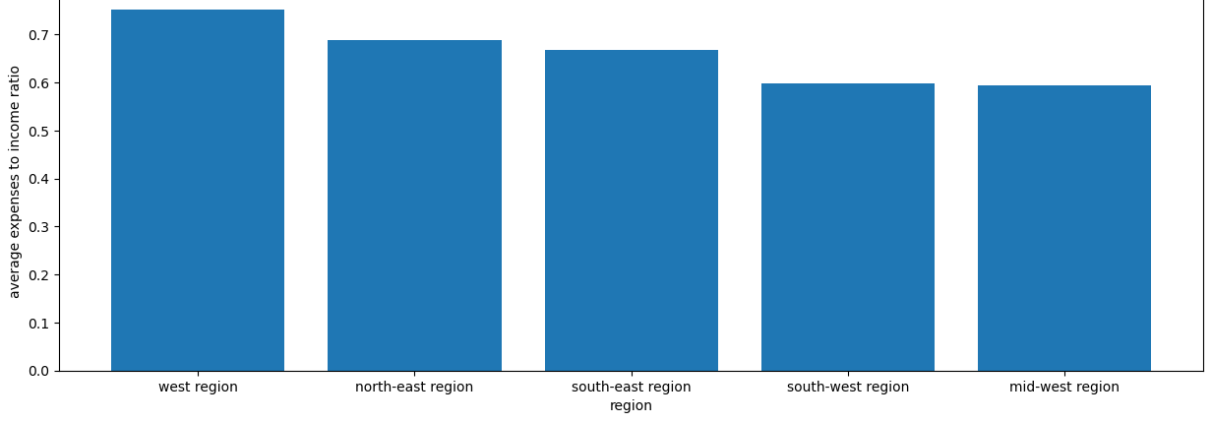 average expenses to income ratio
0.7
0.6
0.5
0.4
0.3
0.2
0.1
0.0
west region
north-east region
south-east region
south-west region
mid-west region
region